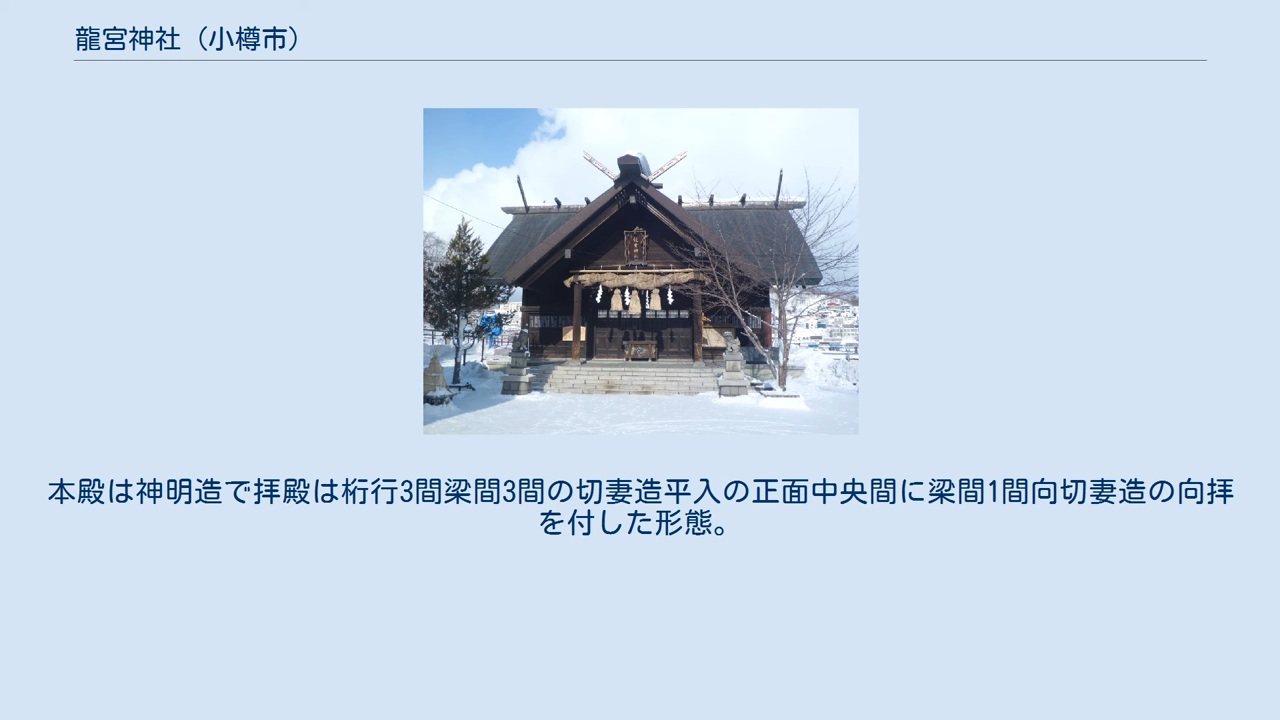 龍宮神社（小樽市）
本殿は神明造で拝殿は桁行3間梁間3間の切妻造平入の正面中央間に梁間1間向切妻造の向拝
を付した形態。